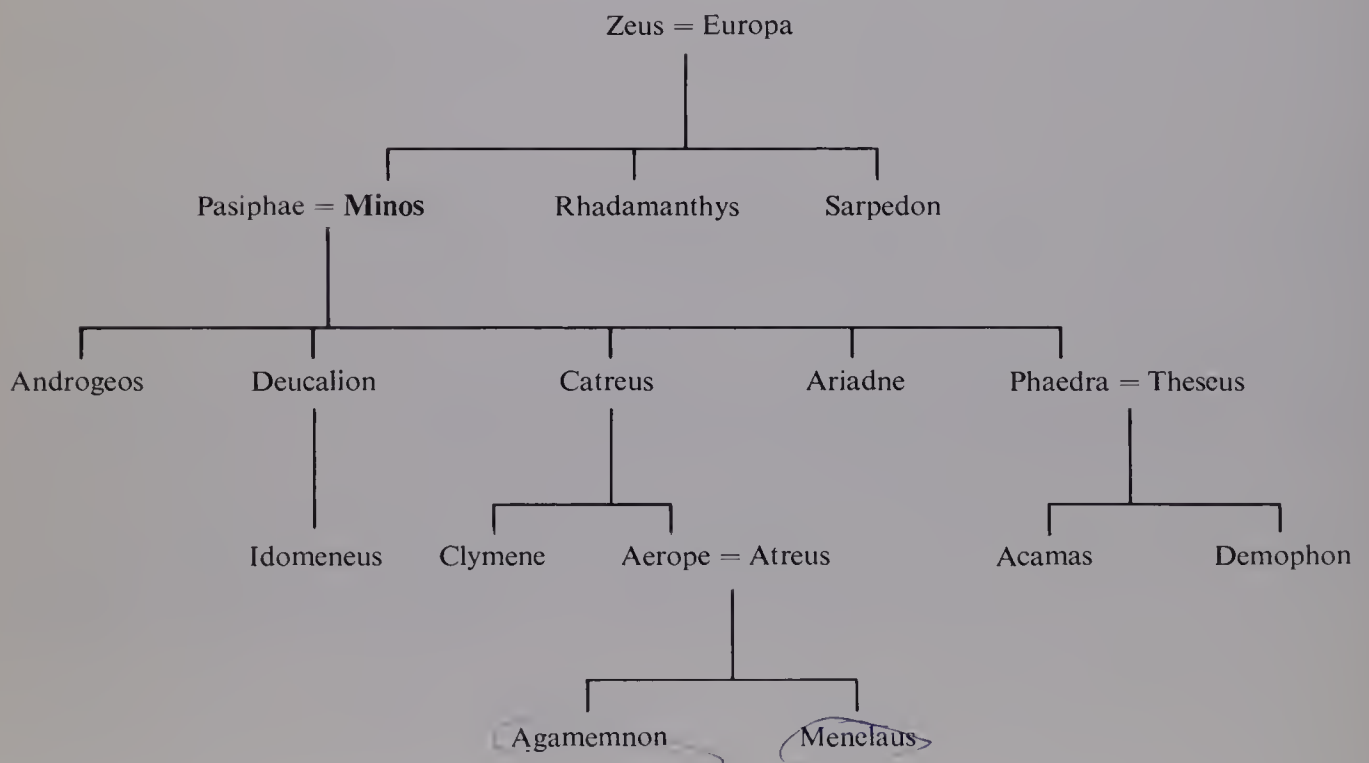 Zeus = Europa
Pasiphae = Minos Rhadamanthys Sarpedon
Androgeos Deucalion Catreus Ariadne Phaedra = Theseus
Idomeneus Clymene Aerope = Atreus Acamas Demophon
Agamemnon Menelaus